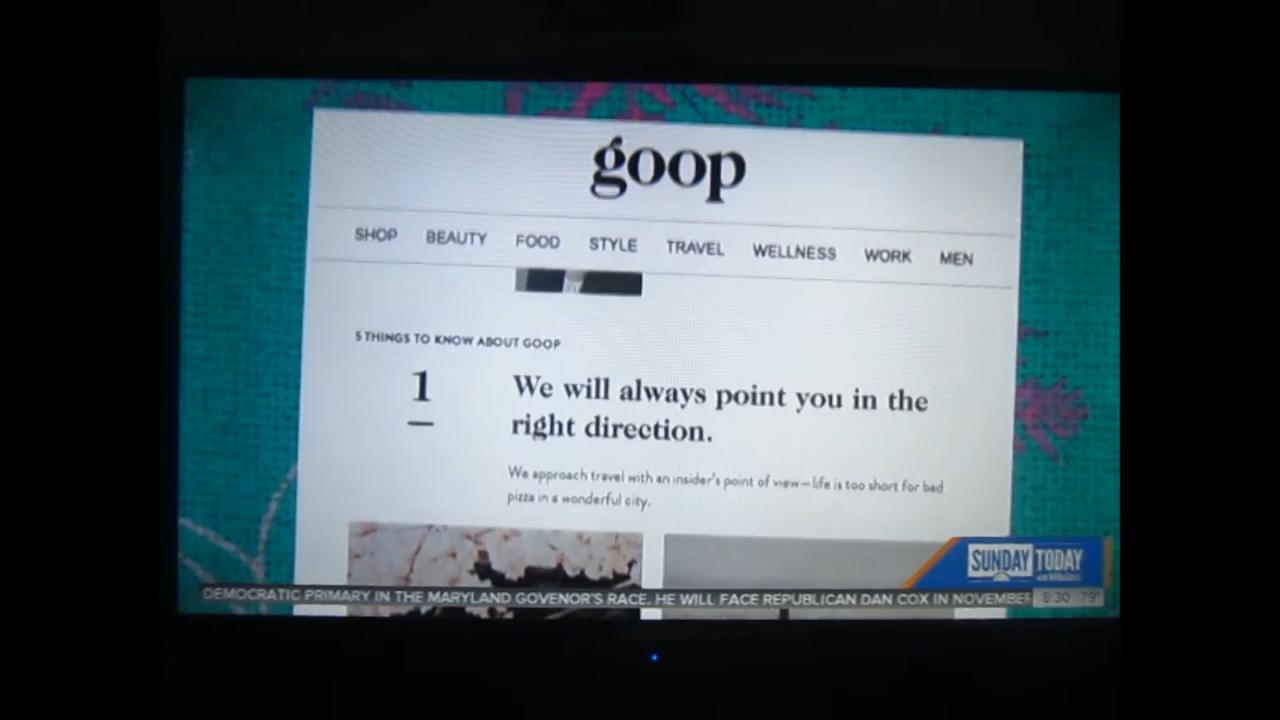 goop
SHOP BEAUTY FOOD STYLE TRAVEL WELLNESS WORK MEN
5 THINGS TO KNOW ABOUT GOOP
1
We will always point you in the
right direction.
We approach travel with an insider's point of view—life is too short for bad
pizza in a wonderful city.
SUNDAY TODAY
DEMOCRATIC PRIMARY IN THE MARYLAND GOVENOR'S RACE. HE WILL FACE REPUBLICAN DAN COX IN NOVEMBER
8:30 79°